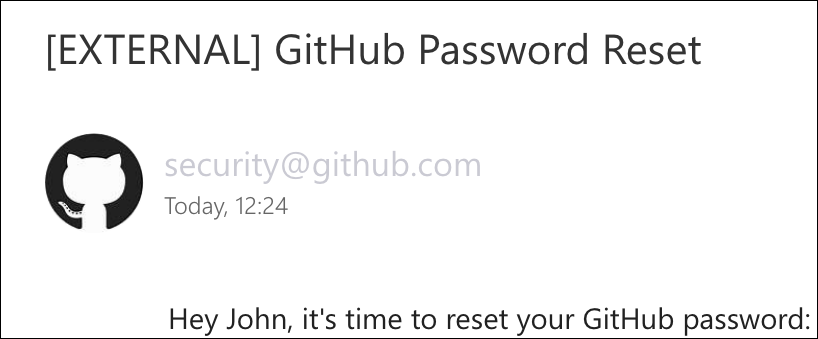 [EXTERNAL] GitHub Password Reset
security@github.com
Today, 12:24
Hey John, it's time to reset your GitHub password: